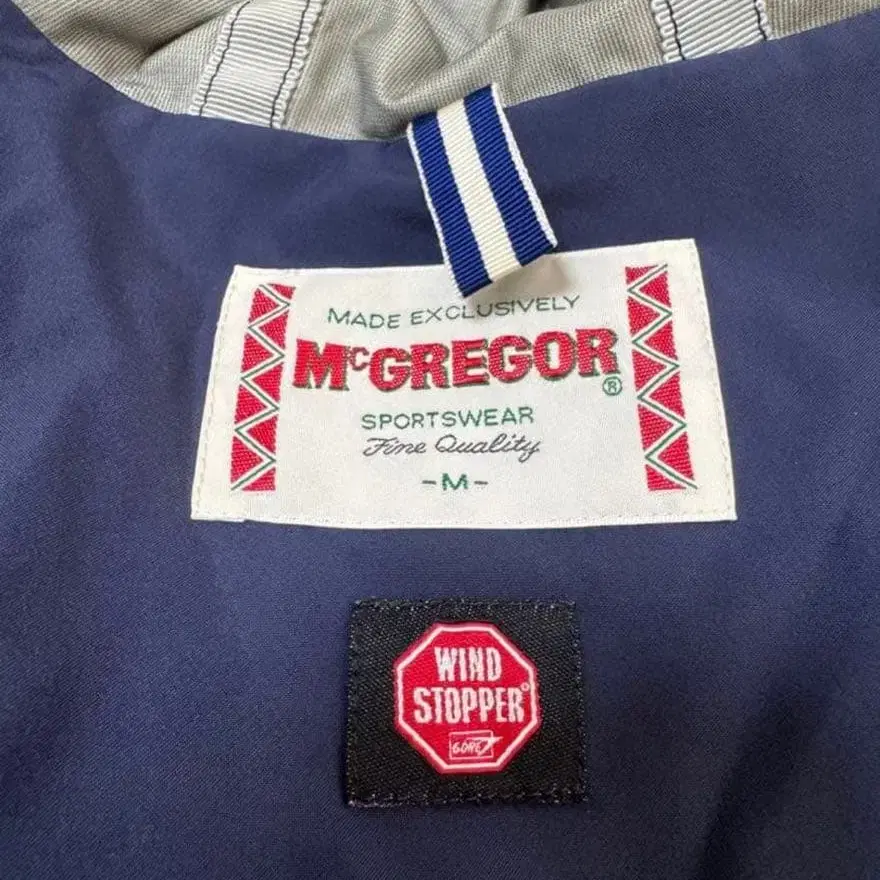 MADE EXCLUSIVELY
McGREGOR®
SPORTSWEAR
Fine Quality
-M-
WIND
STOPPER®
GORE